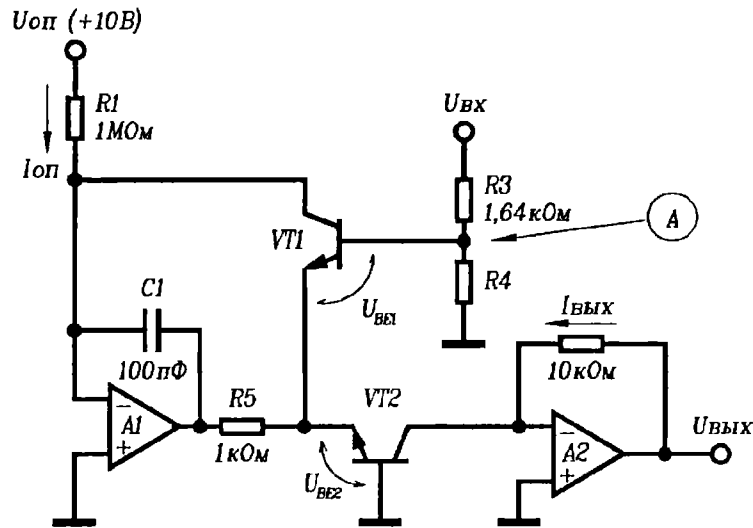 Uоп (+10В)
R1
1МОм
Iоп
Uвх
R3
1,64кОм
A
VT1
R4
UBE1
C1
100пФ
Iвых
10кОм
R5
1кОм
VT2
A1
−
+
UBE2
A2
−
+
Uвых